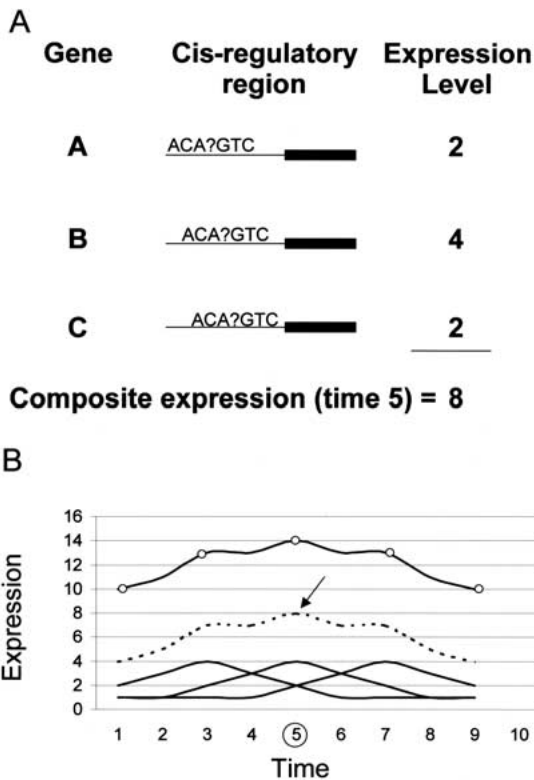 A
Gene Cis-regulatory region Expression Level
A ACA?GTC 2
B ACA?GTC 4
C ACA?GTC 2
Composite expression (time 5) = 8
B
16
14
12
10
8
6
4
2
0
Expression
1 2 3 4 5 6 7 8 9 10
Time